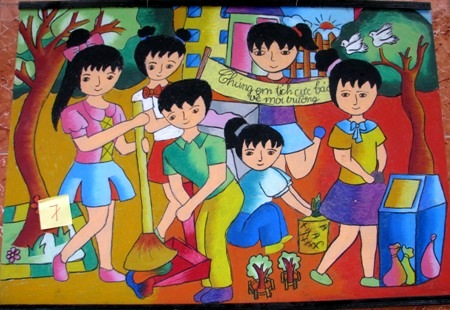 Chúng em tích cực bảo
vệ môi trường
1